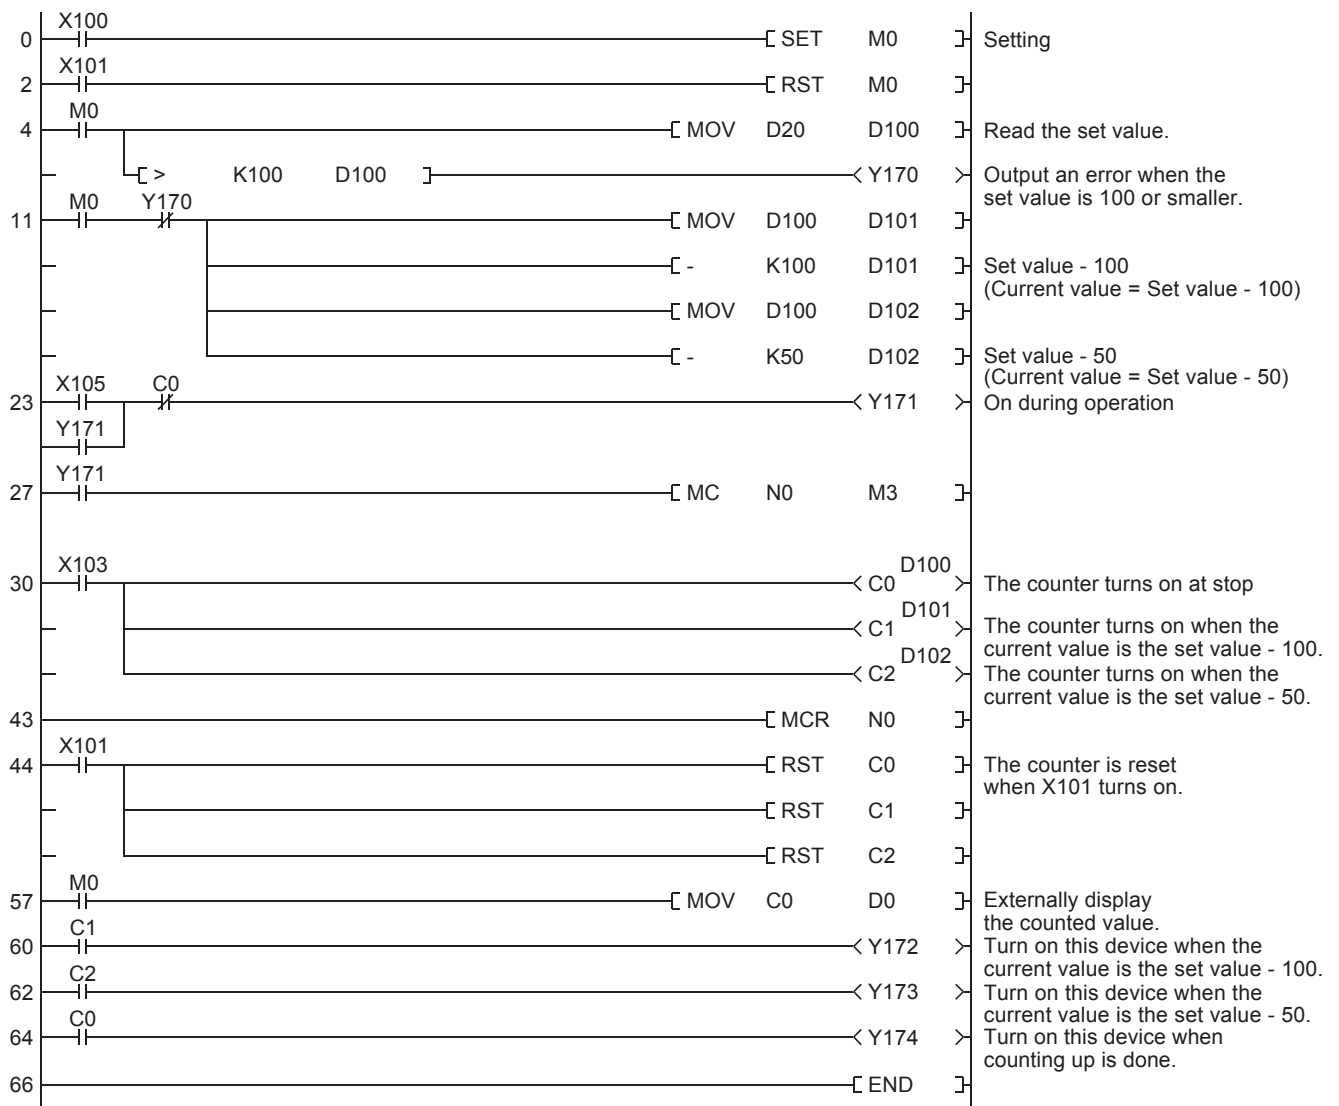 X100
0 SET M0 Setting
X101
2 RST M0
M0
4 MOV D20 D100 Read the set value.
> K100 D100 Y170 Output an error when the
set value is 100 or smaller.
M0 Y170
11 MOV D100 D101
- K100 D101 Set value - 100
(Current value = Set value - 100)
MOV D100 D102
- K50 D102 Set value - 50
(Current value = Set value - 50)
X105 C0
23 Y171 On during operation
Y171
Y171
27 MC N0 M3
X103 D100
30 C0 The counter turns on at stop
D101
C1 The counter turns on when the
current value is the set value - 100.
D102
C2 The counter turns on when the
current value is the set value - 50.
43 MCR N0
X101
44 RST C0 The counter is reset
when X101 turns on.
RST C1
RST C2
M0
57 MOV C0 D0 Externally display
the counted value.
C1
60 Y172 Turn on this device when the
current value is the set value - 100.
C2
62 Y173 Turn on this device when the
current value is the set value - 50.
C0
64 Y174 Turn on this device when
counting up is done.
66 END